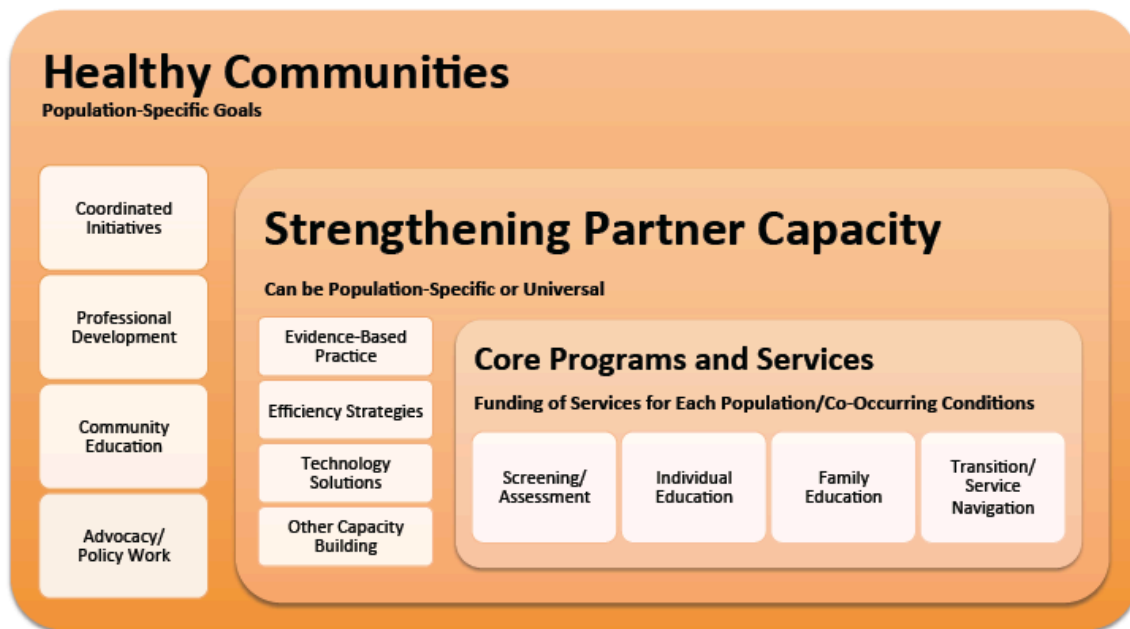 Healthy Communities
Population-Specific Goals
Coordinated
Initiatives
Professional
Development
Community
Education
Advocacy/
Policy Work
Strengthening Partner Capacity
Can be Population-Specific or Universal
Evidence-Based
Practice
Efficiency Strategies
Technology
Solutions
Other Capacity
Building
Core Programs and Services
Funding of Services for Each Population/Co-Occurring Conditions
Screening/
Assessment
Individual
Education
Family
Education
Transition/
Service
Navigation